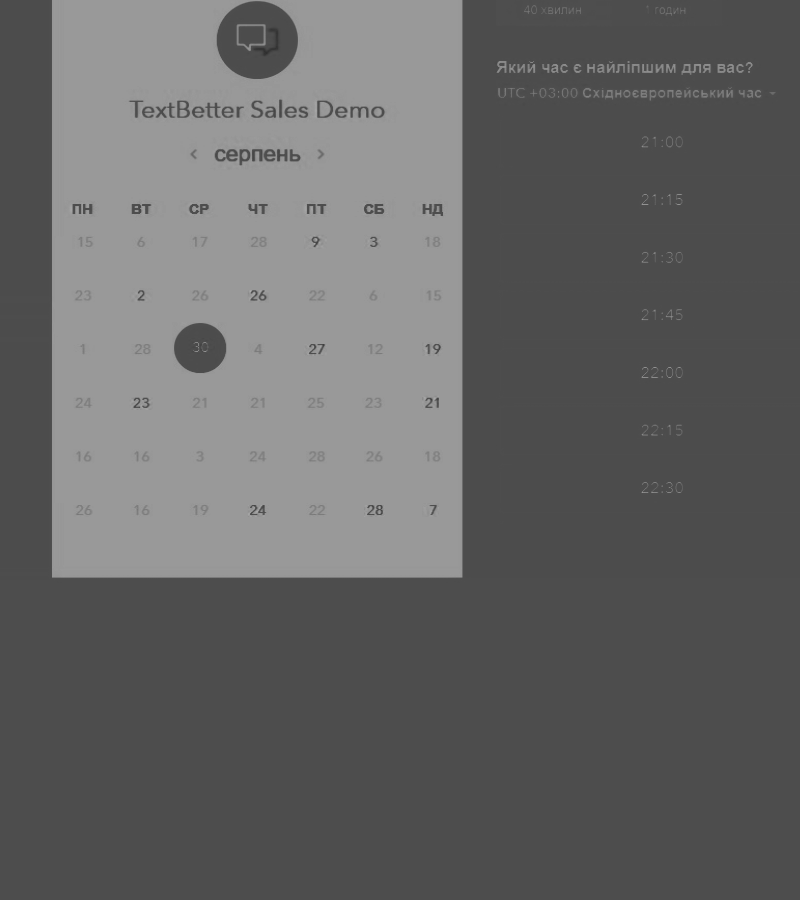 TextBetter Sales Demo
серпень
ПН ВТ СР ЧТ ПТ СБ НД
15 6 17 28 9 3 18
23 2 26 26 22 6 15
1 28 30 4 27 12 19
24 23 21 21 25 23 21
16 16 3 24 28 26 18
26 16 19 24 22 28 7
40 хвилин 1 годин
Який час є найліпшим для вас?
UTC +03:00 Східноєвропейський час
21:00
21:15
21:30
21:45
22:00
22:15
22:30